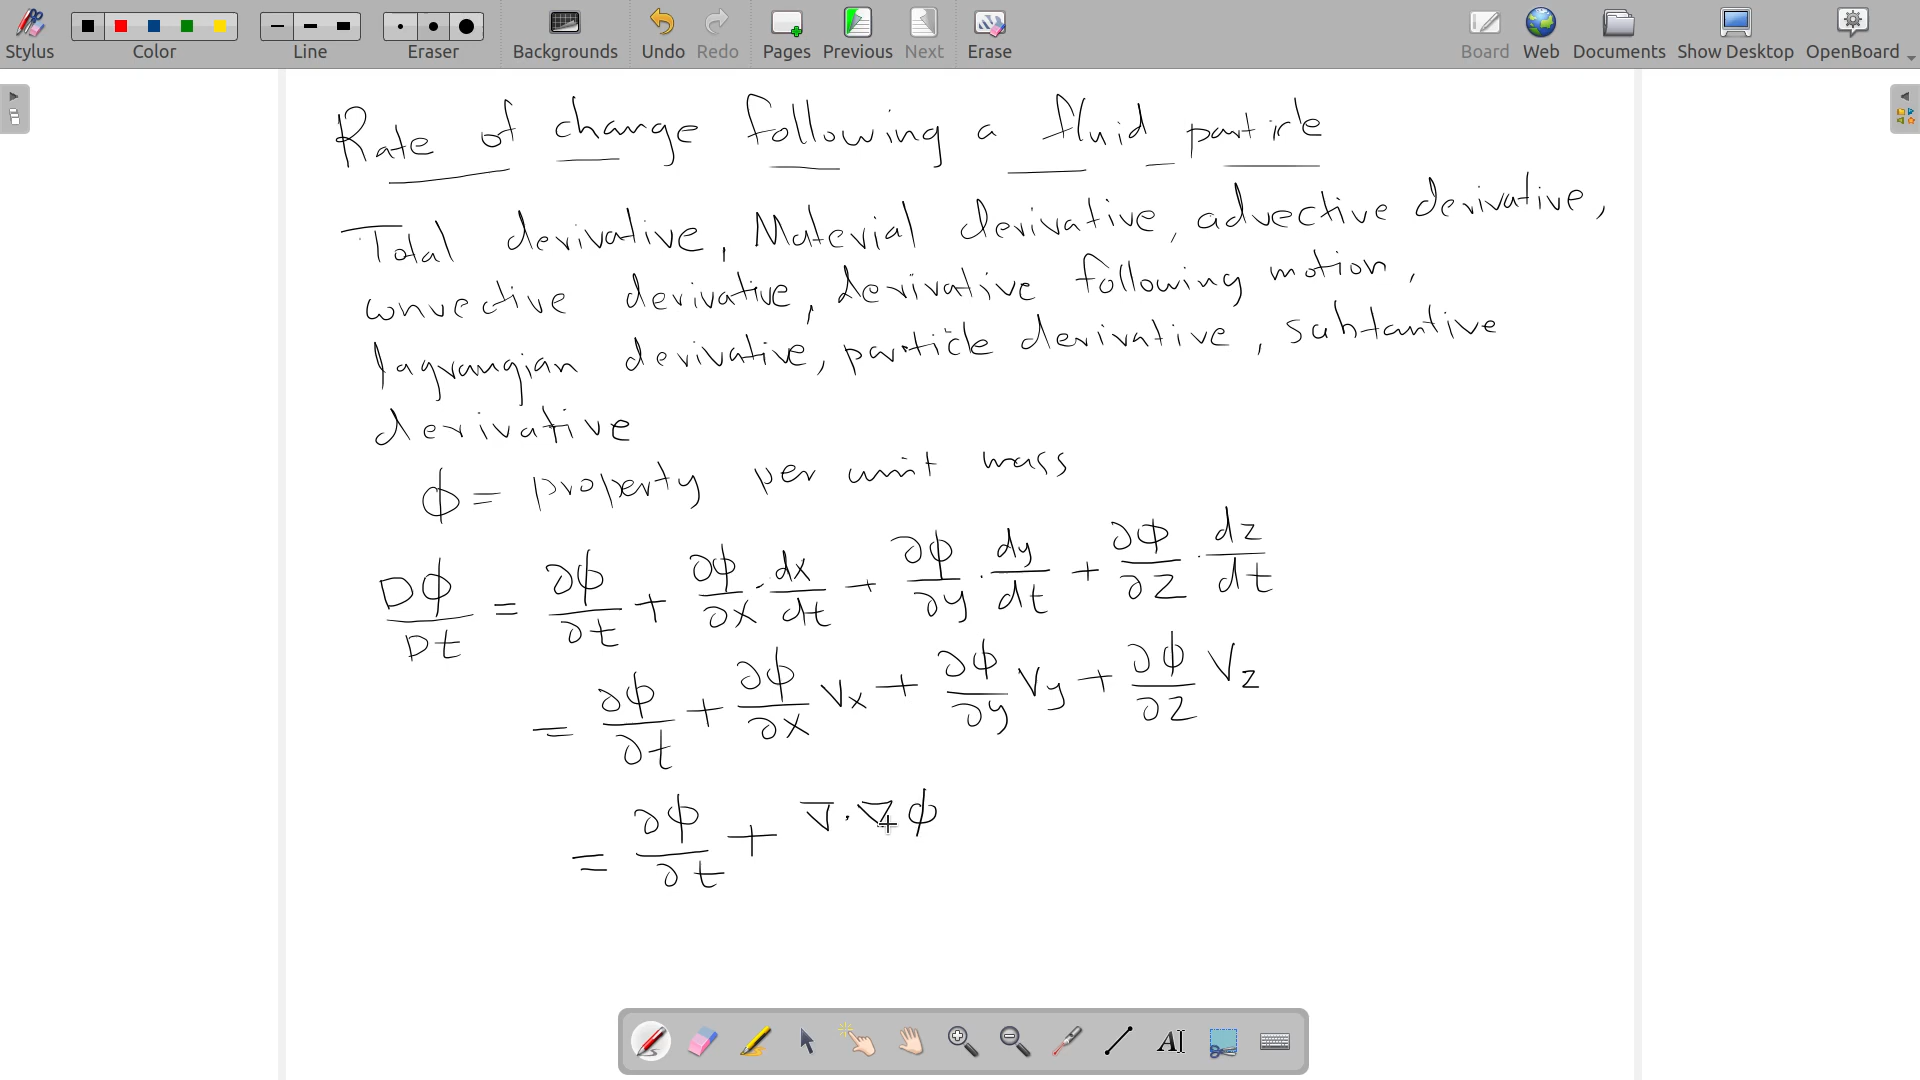 Stylus Color Line Eraser Backgrounds Undo Redo Pages Previous Next Erase Board Web Documents Show Desktop OpenBoard
Rate of change following a fluid particle
Total derivative, Material derivative, advective derivative,
convective derivative, derivative following motion,
lagrangian derivative, particle derivative, subtantive
derivative
ϕ = property per unit mass
Dϕ/Dt = ∂ϕ/∂t + ∂ϕ/∂x · dx/dt + ∂ϕ/∂y · dy/dt + ∂ϕ/∂z · dz/dt
= ∂ϕ/∂t + ∂ϕ/∂x Vx + ∂ϕ/∂y Vy + ∂ϕ/∂z Vz
= ∂ϕ/∂t + ∇·∇ϕ
AI